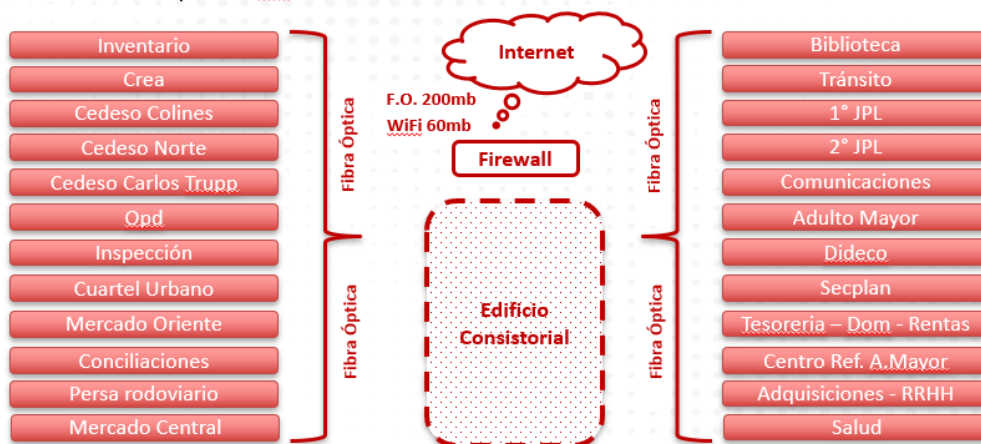 Inventario
Crea
Cedeso Colines
Cedeso Norte
Cedeso Carlos Trupp
Opd
Inspección
Cuartel Urbano
Mercado Oriente
Conciliaciones
Persa rodoviario
Mercado Central
Fibra Óptica
Fibra Óptica
Internet
F.O. 200mb
WiFi 60mb
Firewall
Edificio
Consistorial
Fibra Óptica
Fibra Óptica
Biblioteca
Tránsito
1° JPL
2° JPL
Comunicaciones
Adulto Mayor
Dideco
Secplan
Tesoreria – Dom - Rentas
Centro Ref. A.Mayor
Adquisiciones - RRHH
Salud